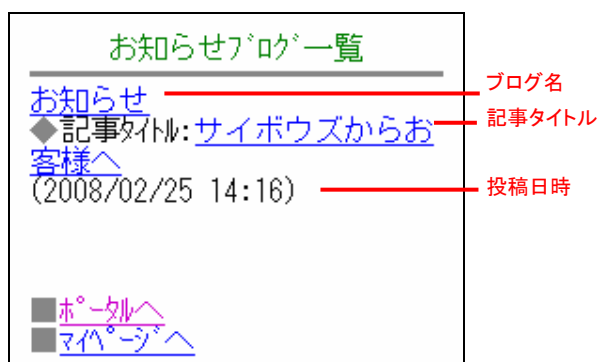 お知らせﾌﾞﾛｸﾞ一覧
お知らせ
ブログ名
◆記事ﾀｲﾄﾙ:サイボウズからお
記事タイトル
客様へ
(2008/02/25 14:16)
投稿日時
■ﾎﾟｰﾀﾙへ
■ﾏｲﾍﾟｰｼﾞへ